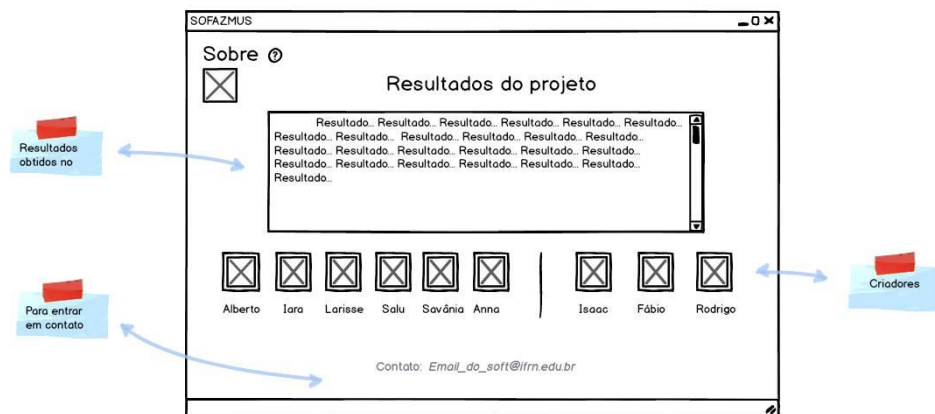 SOFAZMUS
Sobre ?
Resultados do projeto
Resultado... Resultado... Resultado... Resultado... Resultado... Resultado...
Resultado... Resultado... Resultado... Resultado... Resultado... Resultado...
Resultado... Resultado... Resultado... Resultado... Resultado... Resultado...
Resultado... Resultado... Resultado... Resultado... Resultado... Resultado...
Resultado...
Resultados
obtidos no
Alberto Iara Larisse Salu Savânia Anna Isaac Fábio Rodrigo
Criadores
Para entrar
em contato
Contato: Email_do_soft@ifrn.edu.br